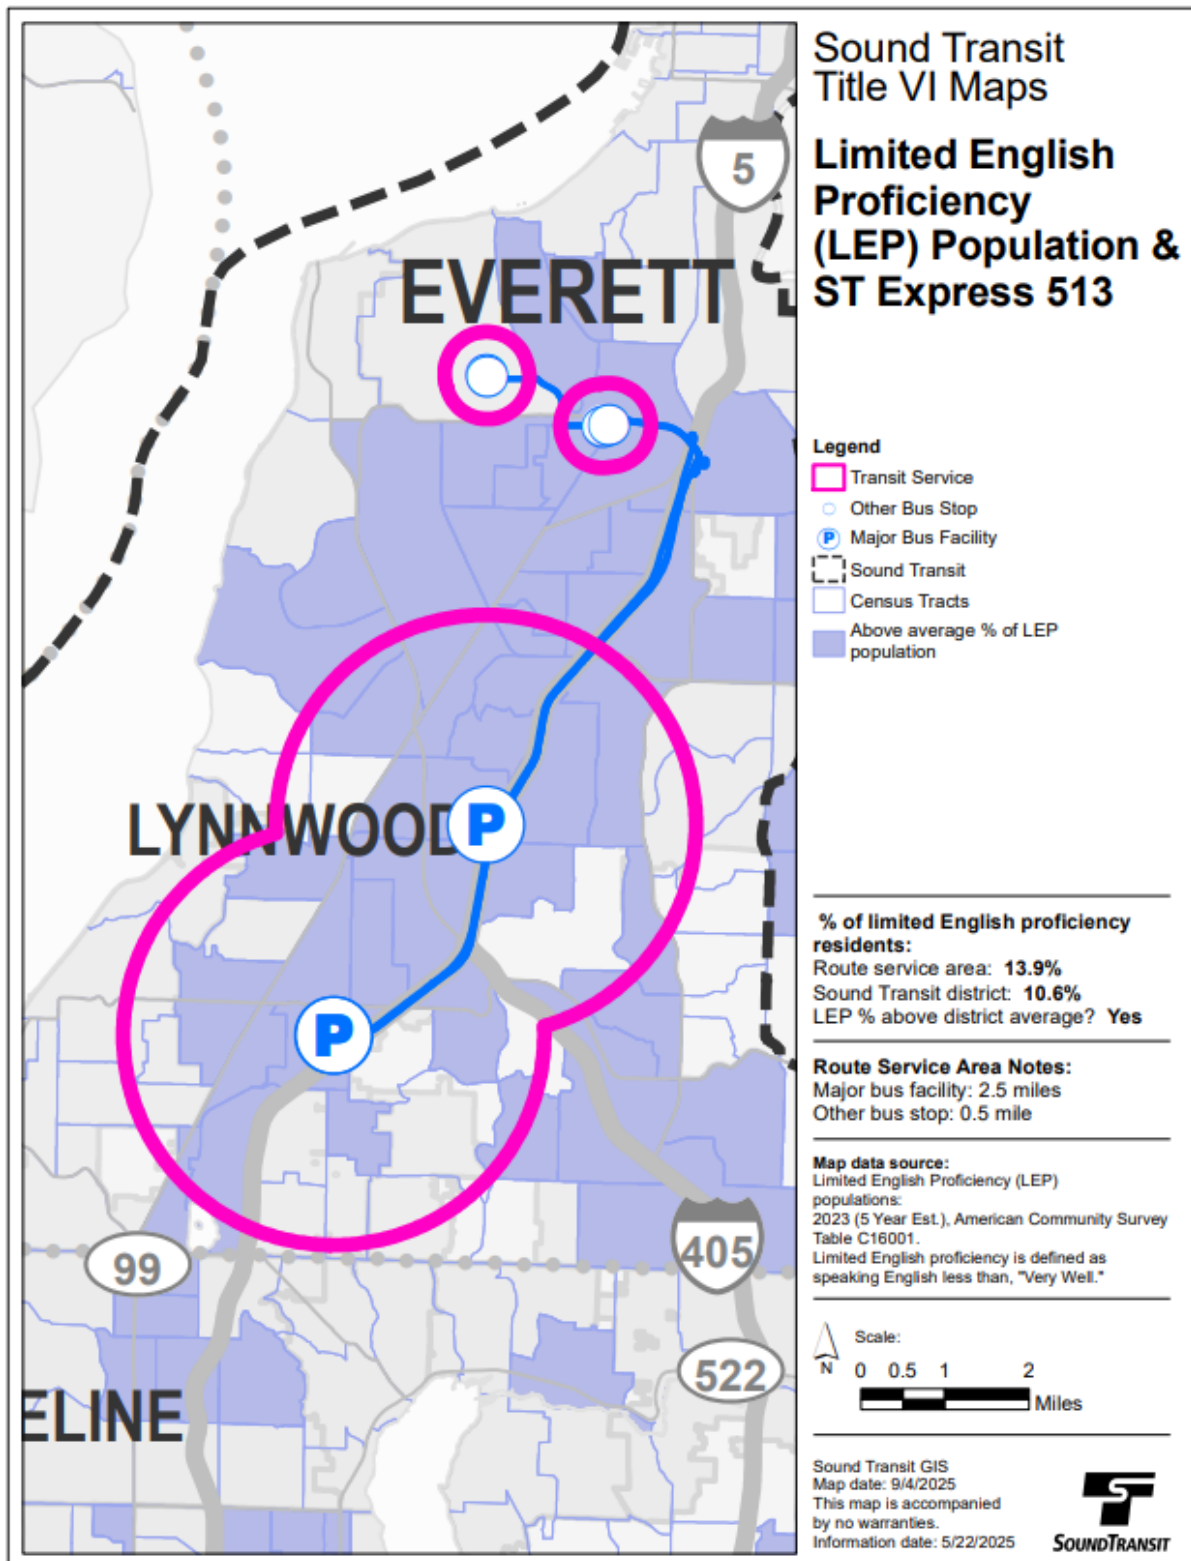 Sound Transit
Title VI Maps
Limited English
Proficiency
(LEP) Population &
ST Express 513
Legend
Transit Service
Other Bus Stop
P Major Bus Facility
Sound Transit
Census Tracts
Above average % of LEP
population
% of limited English proficiency
residents:
Route service area: 13.9%
Sound Transit district: 10.6%
LEP % above district average? Yes
Route Service Area Notes:
Major bus facility: 2.5 miles
Other bus stop: 0.5 mile
Map data source:
Limited English Proficiency (LEP)
populations:
2023 (5 Year Est.), American Community Survey
Table C16001.
Limited English proficiency is defined as
speaking English less than, "Very Well."
N
Scale:
0 0.5 1 2
Miles
Sound Transit GIS
Map date: 9/4/2025
This map is accompanied
by no warranties.
Information date: 5/22/2025
SOUNDTRANSIT
5
EVERETT
LYNNWOOD
P
P
99
405
522
ELINE